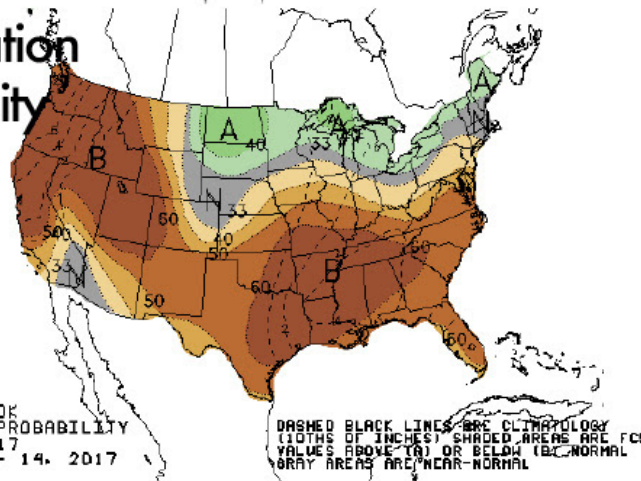 ation
ity
A
A
A
40
33
N
B
N
33
60
40
50
50
60
33
N
B
60
50
2
50
OK
PROBABILITY
17
- 14, 2017
DASHED BLACK LINES ARE CLIMATOLOGY
(10THS OF INCHES) SHADED AREAS ARE FCS
VALUES ABOVE (A) OR BELOW (B) NORMAL
GRAY AREAS ARE NEAR-NORMAL